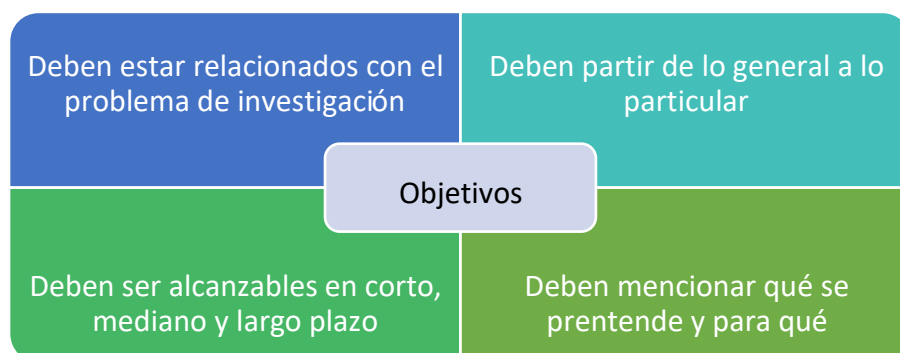 Deben estar relacionados con el
problema de investigación
Deben partir de lo general a lo
particular
Objetivos
Deben ser alcanzables en corto,
mediano y largo plazo
Deben mencionar qué se
prentende y para qué